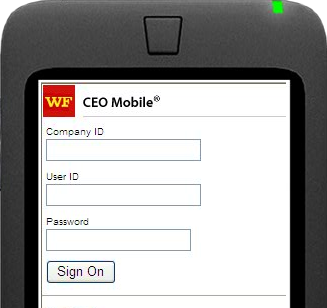 WF CEO Mobile®
Company ID
User ID
Password
Sign On